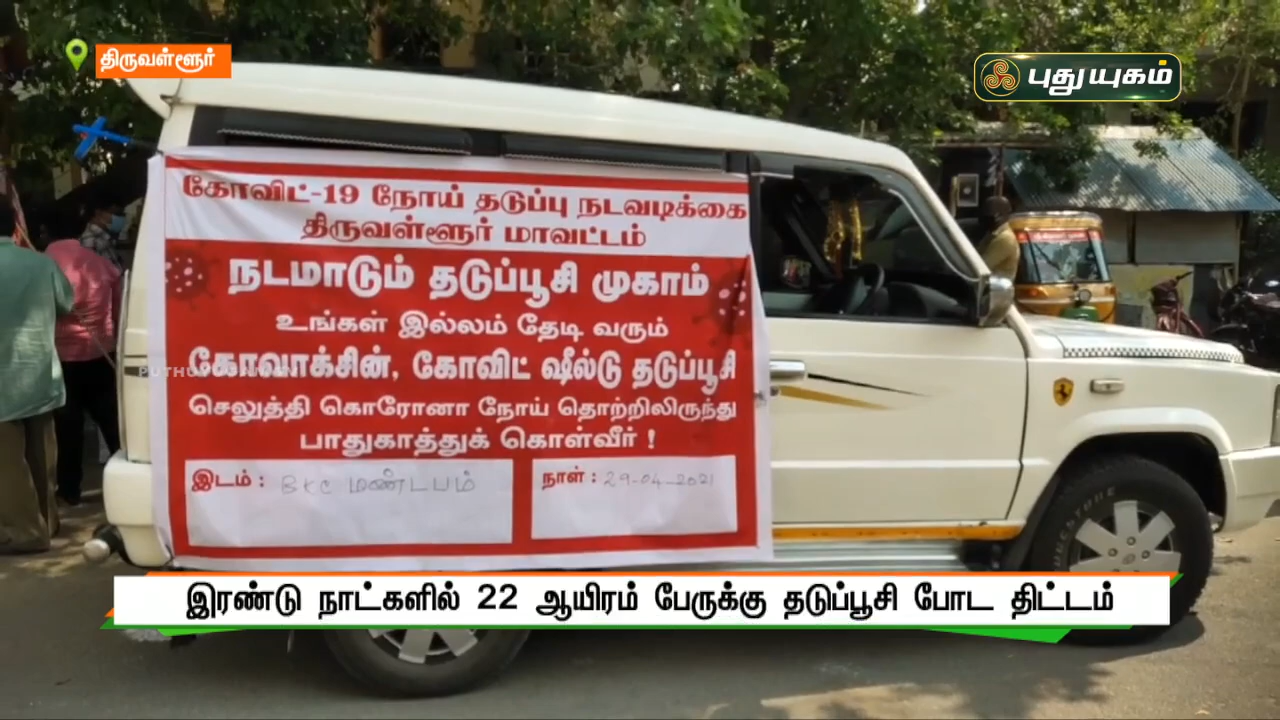 திருவள்ளூர்
புதுயுகம்
கோவிட்-19 நோய் தடுப்பு நடவடிக்கை
திருவள்ளூர் மாவட்டம்
நடமாடும் தடுப்பூசி முகாம்
உங்கள் இல்லம் தேடி வரும்
கோவாக்சின், கோவிட் ஷீல்டு தடுப்பூசி
செலுத்தி கொரோனா நோய் தொற்றிலிருந்து
பாதுகாத்துக் கொள்வீர் !
இடம் : BKC மண்டபம்
நாள் : 29-04-2021
இரண்டு நாட்களில் 22 ஆயிரம் பேருக்கு தடுப்பூசி போட திட்டம்